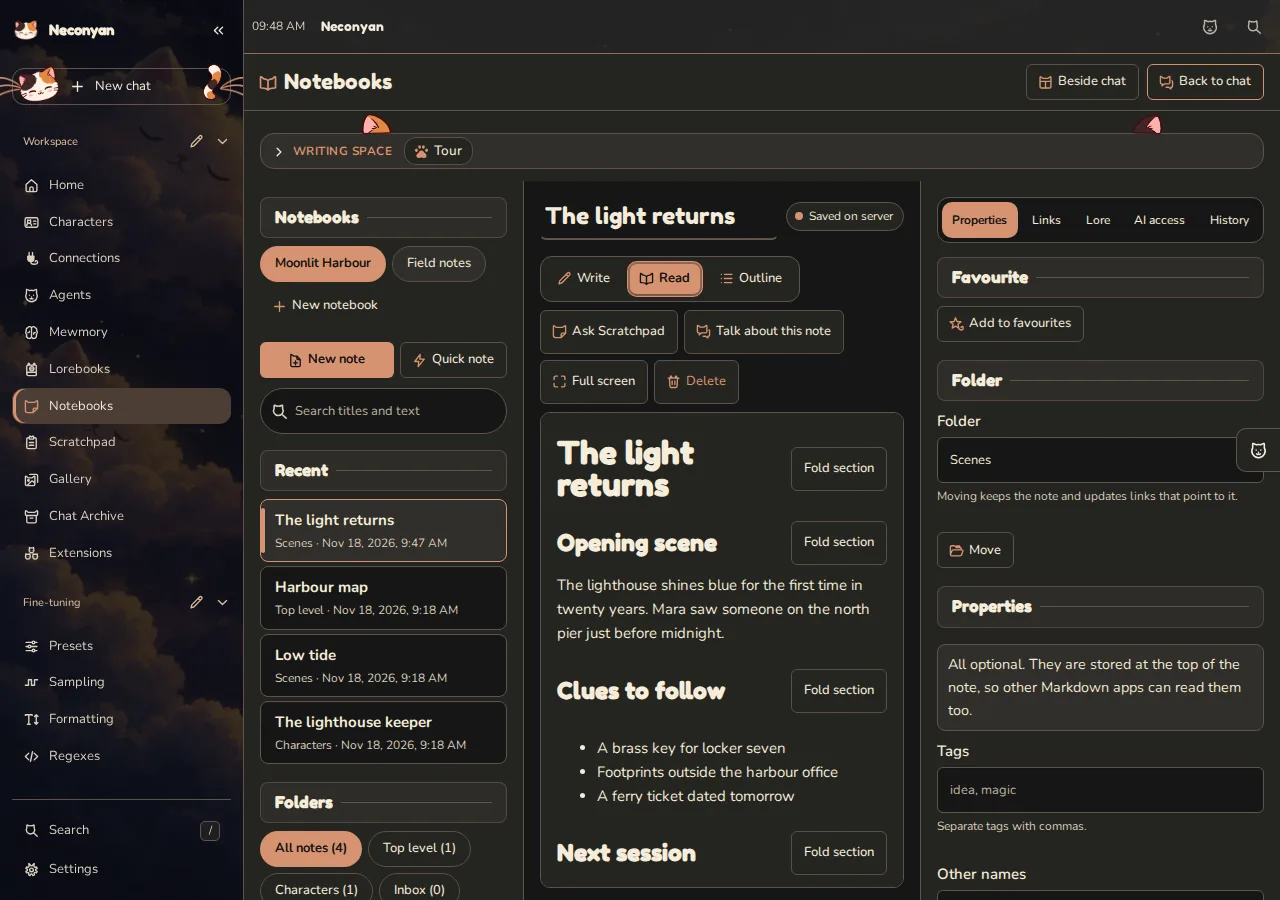 Neconyan
New chat
Workspace
Home
Characters
Connections
Agents
Mewmory
Lorebooks
Notebooks
Scratchpad
Gallery
Chat Archive
Extensions
Fine-tuning
Presets
Sampling
Formatting
Regexes
Search /
Settings
09:48 AM Neconyan
Notebooks
Beside chat
Back to chat
WRITING SPACE
Tour
Notebooks
Moonlit Harbour
Field notes
New notebook
New note
Quick note
Search titles and text
Recent
The light returns
Scenes · Nov 18, 2026, 9:47 AM
Harbour map
Top level · Nov 18, 2026, 9:18 AM
Low tide
Scenes · Nov 18, 2026, 9:18 AM
The lighthouse keeper
Characters · Nov 18, 2026, 9:18 AM
Folders
All notes (4)
Top level (1)
Characters (1)
Inbox (0)
The light returns
Saved on server
Write
Read
Outline
Ask Scratchpad
Talk about this note
Full screen
Delete
The light
returns
Fold section
Opening scene
Fold section
The lighthouse shines blue for the first time in
twenty years. Mara saw someone on the north
pier just before midnight.
Clues to follow
Fold section
• A brass key for locker seven
• Footprints outside the harbour office
• A ferry ticket dated tomorrow
Next session
Fold section
Properties
Links
Lore
AI access
History
Favourite
Add to favourites
Folder
Folder
Scenes
Moving keeps the note and updates links that point to it.
Move
Properties
All optional. They are stored at the top of the
note, so other Markdown apps can read them
too.
Tags
idea, magic
Separate tags with commas.
Other names